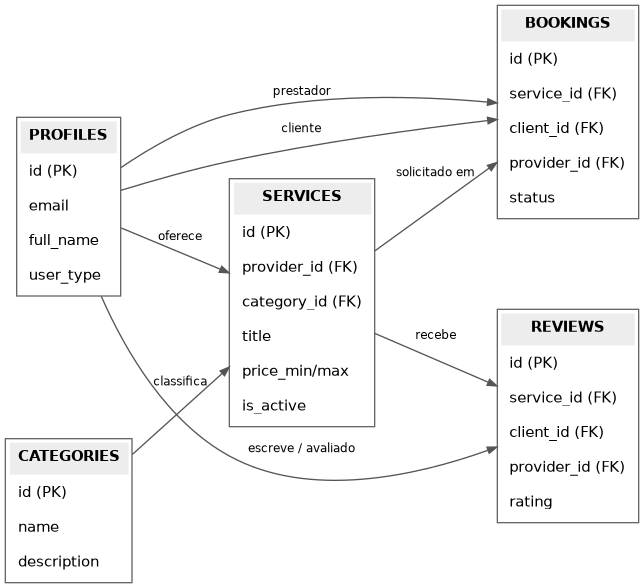 PROFILES
id (PK)
email
full_name
user_type
CATEGORIES
id (PK)
name
description
prestador
cliente
oferece
classifica
escreve / avaliado
SERVICES
id (PK)
provider_id (FK)
category_id (FK)
title
price_min/max
is_active
solicitado em
recebe
BOOKINGS
id (PK)
service_id (FK)
client_id (FK)
provider_id (FK)
status
REVIEWS
id (PK)
service_id (FK)
client_id (FK)
provider_id (FK)
rating